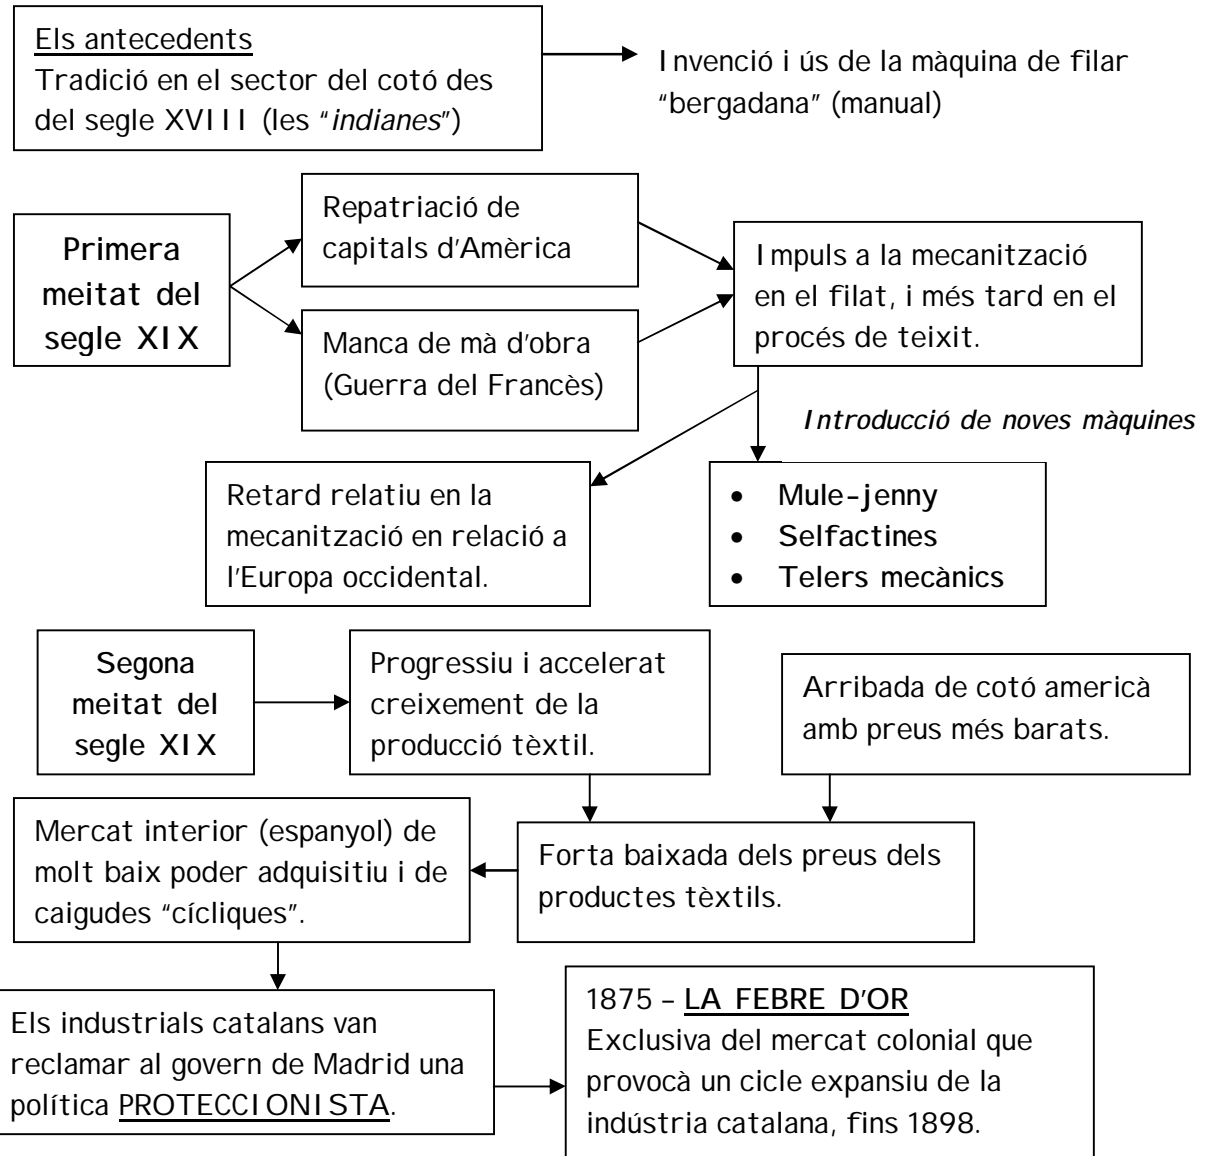 Els antecedents
Tradició en el sector del cotó des
del segle XVIII (les “indianes”)
Invenció i ús de la màquina de filar
“bergadana” (manual)
Primera
meitat del
segle XIX
Repatriació de
capitals d'Amèrica
Manca de mà d'obra
(Guerra del Francès)
Impuls a la mecanització
en el filat, i més tard en el
procés de teixit.
Introducció de noves màquines
Retard relatiu en la
mecanització en relació a
l'Europa occidental.
• Mule-jenny
• Selfactines
• Telers mecànics
Segona
meitat del
segle XIX
Progressiu i accelerat
creixement de la
producció tèxtil.
Arribada de cotó americà
amb preus més barats.
Mercat interior (espanyol) de
molt baix poder adquisitiu i de
caigudes “cícliques”.
Forta baixada dels preus dels
productes tèxtils.
Els industrials catalans van
reclamar al govern de Madrid una
política PROTECCIONISTA.
1875 – LA FEBRE D'OR
Exclusiva del mercat colonial que
provocà un cicle expansiu de la
indústria catalana, fins 1898.